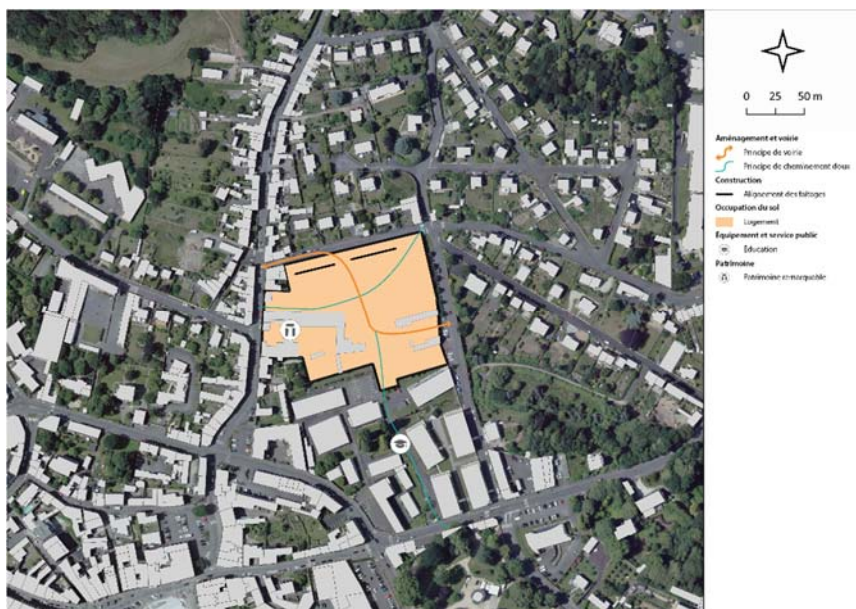 0 25 50 m
Aménagement et voirie
Principe de voirie
Principe de cheminement doux
Construction
Alignement des faîtages
Occupation du sol
Logement
Équipement et service public
Éducation
Patrimoine
Patrimoine remarquable